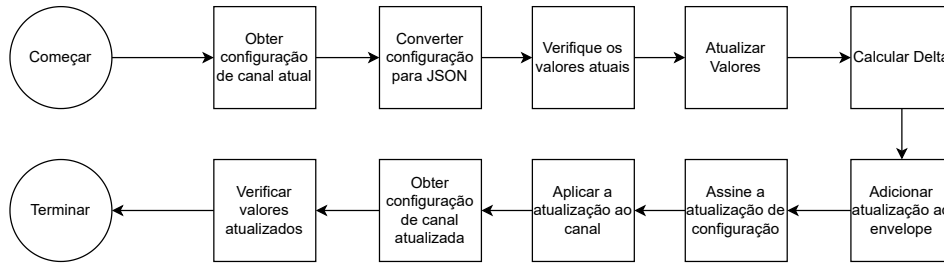 Começar
Obter
configuração
de canal atual
Converter
configuração
para JSON
Verifique os
valores atuais
Atualizar
Valores
Calcular Delta
Terminar
Verificar
valores
atualizados
Obter
configuração
de canal
atualizada
Aplicar a
atualização ao
canal
Assine a
atualização de
configuração
Adicionar
atualização ao
envelope